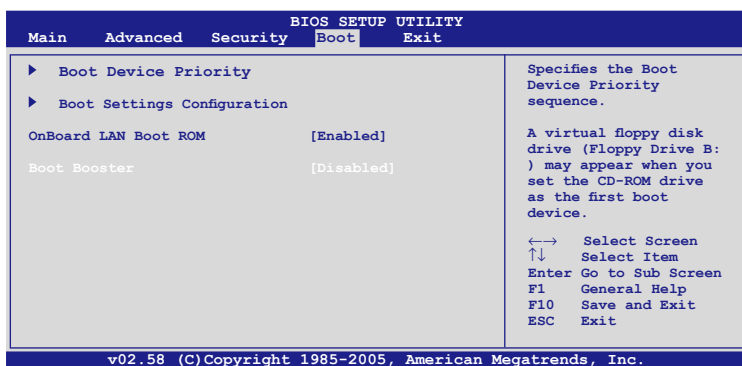 BIOS SETUP UTILITY
Main Advanced Security Boot Exit
Boot Device Priority
Boot Settings Configuration
OnBoard LAN Boot ROM [Enabled]
Boot Booster [Disabled]
Specifies the Boot
Device Priority
sequence.
A virtual floppy disk
drive (Floppy Drive B:
) may appear when you
set the CD-ROM drive
as the first boot
device.
←→ Select Screen
↑↓ Select Item
Enter Go to Sub Screen
F1 General Help
F10 Save and Exit
ESC Exit
v02.58 (C)Copyright 1985-2005, American Megatrends, Inc.